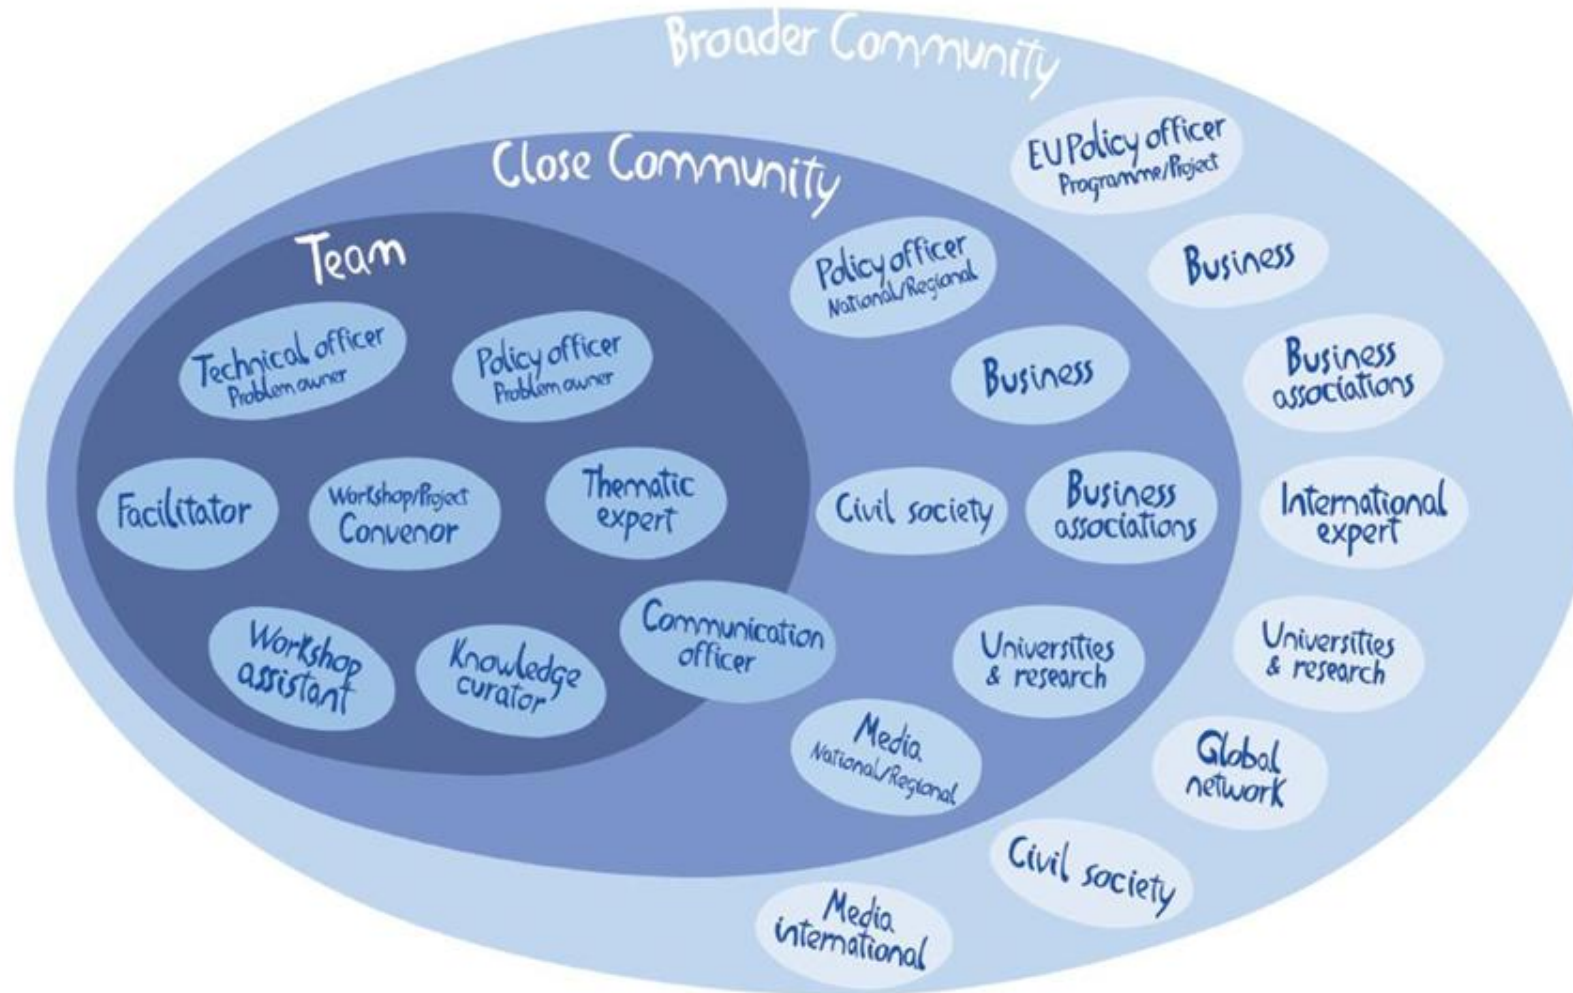 Broader Community
Close Community
Team
Technical officer
Problem owner
Policy officer
Problem owner
Facilitator
Workshop/Project
Convenor
Thematic
expert
Workshop
assistant
Knowledge
curator
Communication
officer
Policy officer
National/Regional
Business
Civil society
Business
associations
Universities
& research
Media
National/Regional
EU Policy officer
Programme/Project
Business
Business
associations
International
expert
Universities
& research
Global
network
Civil society
Media
international